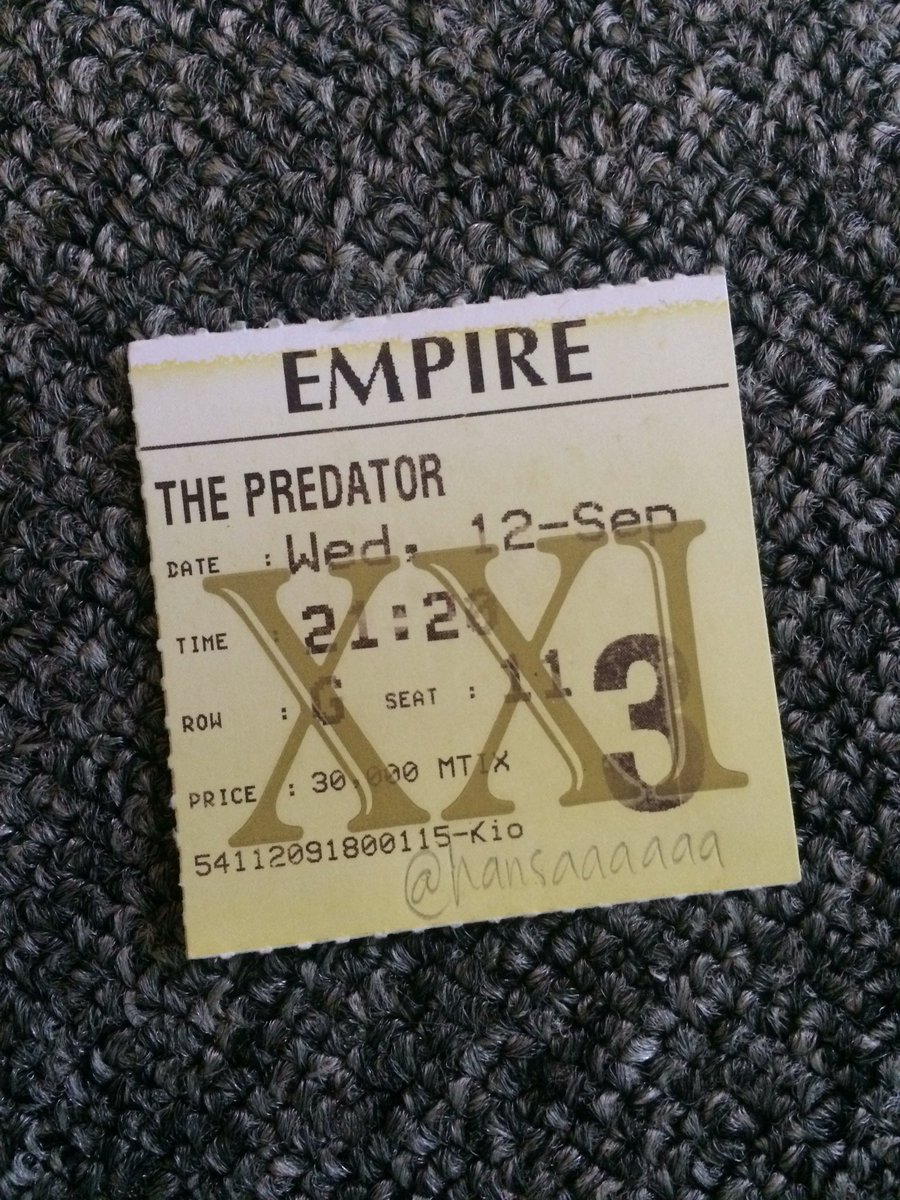 EMPIRE
THE PREDATOR
DATE : Wed, 12-Sep
TIME : 21:20
ROW : G SEAT : 11
3
PRICE : 30,000 MTIX
54112091800115-Kio
@hansaaaaaaa
XXI